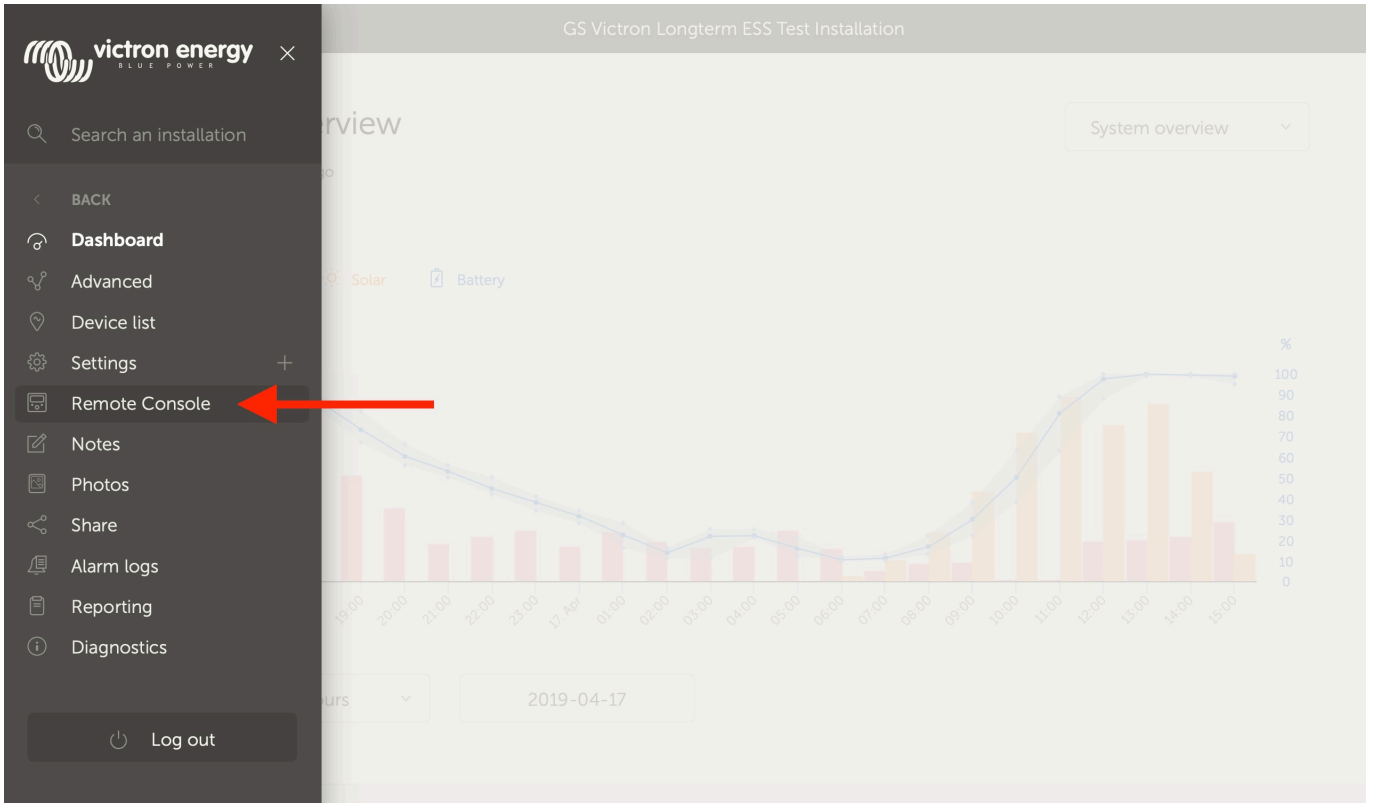 GS Victron Longterm ESS Test Installation
victron energy
BLUE POWER
Search an installation
BACK
Dashboard
Advanced
Device list
Settings
Remote Console
Notes
Photos
Share
Alarm logs
Reporting
Diagnostics
Log out
System overview
Solar
Battery
%
100
90
80
70
60
50
40
30
20
10
0
19:00
20:00
21:00
22:00
23:00
17. Apr
01:00
02:00
03:00
04:00
05:00
06:00
07:00
08:00
09:00
10:00
11:00
12:00
13:00
14:00
15:00
2019-04-17